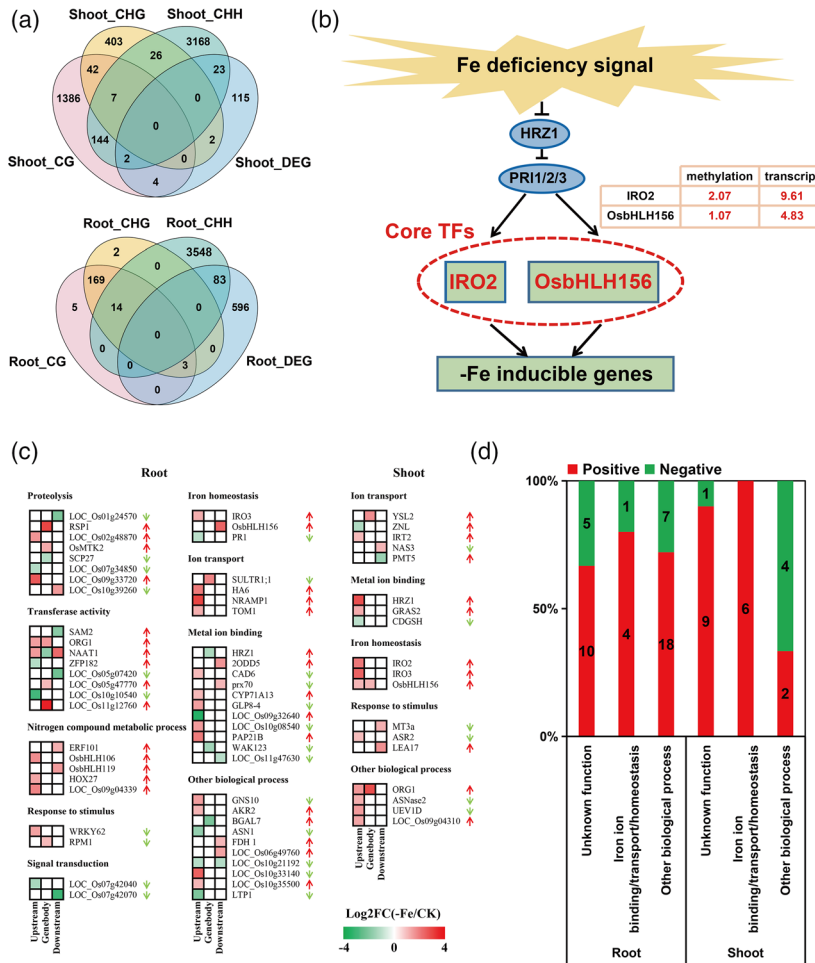 (a)
Shoot_CHG
Shoot_CHH
403
3168
42
26
23
1386
7
0
115
144
0
2
2
0
Shoot_CG
4
Shoot_DEG
Root_CHG
Root_CHH
2
3548
169
0
83
5
14
0
596
0
0
0
0
3
Root_CG
0
Root_DEG
(b)
Fe deficiency signal
HRZ1
PRI1/2/3
methylation transcrip
IRO2 2.07 9.61
OsbHLH156 1.07 4.83
Core TFs
IRO2
OsbHLH156
-Fe inducible genes
(c)
Root
Proteolysis
LOC_Os01g24570
RSP1
LOC_Os02g48870
OsMTK2
SCP27
LOC_Os07g34850
LOC_Os09g33720
LOC_Os10g39260
Transferase activity
SAM2
ORG1
NAAT1
ZFP182
LOC_Os05g07420
LOC_Os05g47770
LOC_Os10g10540
LOC_Os11g12760
Nitrogen compound metabolic process
ERF101
OsbHLH106
OsbHLH119
HOX27
LOC_Os09g04339
Response to stimulus
WRKY62
RPM1
Signal transduction
LOC_Os07g42040
LOC_Os07g42070
Upstream
Genebody
Downstream
Iron homeostasis
IRO3
OsbHLH156
PR1
Ion transport
SULTR1;1
HA6
NRAMP1
TOM1
Metal ion binding
HRZ1
2ODD5
CAD6
prx70
CYP71A13
GLP8-4
LOC_Os09g32640
LOC_Os10g08540
PAP21B
WAK123
LOC_Os11g47630
Other biological process
GNS10
AKR2
BGAL7
ASN1
FDH 1
LOC_Os06g49760
LOC_Os10g21192
LOC_Os10g33140
LOC_Os10g35500
LTP1
Upstream
Genebody
Downstream
Shoot
Ion transport
YSL2
ZNL
IRT2
NAS3
PMT5
Metal ion binding
HRZ1
GRAS2
CDGSH
Iron homeostasis
IRO2
IRO3
OsbHLH156
Response to stimulus
MT3a
ASR2
LEA17
Other biological process
ORG1
ASNase2
UEV1D
LOC_Os09g04310
Upstream
Genebody
Downstream
Log2FC(-Fe/CK)
-4 0 4
(d)
Positive Negative
100%
50%
0%
5
10
1
4
7
18
1
9
6
4
2
Unknown function
Iron ion
binding/transport/homeostasis
Other biological process
Unknown function
Iron ion
binding/transport/homeostasis
Other biological process
Root
Shoot